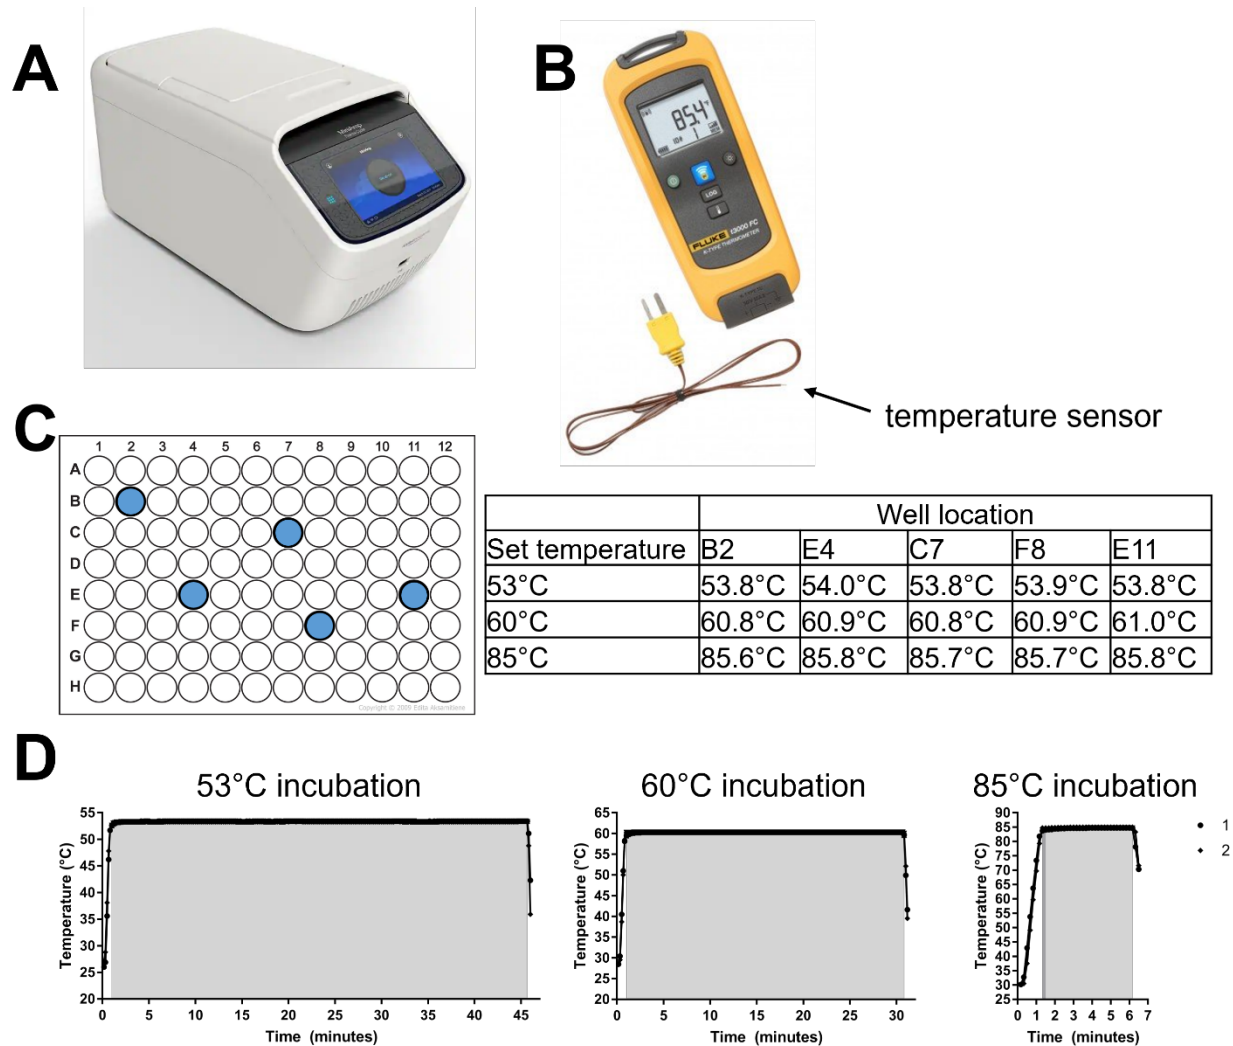 A
B
85.4
LOG
FLUKE t3000 FC
K-TYPE THERMOMETER
temperature sensor
C
1 2 3 4 5 6 7 8 9 10 11 12
A
B
C
D
E
F
G
H
Well location
Set temperature B2 E4 C7 F8 E11
53°C 53.8°C 54.0°C 53.8°C 53.9°C 53.8°C
60°C 60.8°C 60.9°C 60.8°C 60.9°C 61.0°C
85°C 85.6°C 85.8°C 85.7°C 85.7°C 85.8°C
D
53°C incubation
Temperature (°C)
55
50
45
40
35
30
25
20
0 5 10 15 20 25 30 35 40 45
Time (minutes)
60°C incubation
Temperature (°C)
65
60
55
50
45
40
35
30
25
20
0 5 10 15 20 25 30
Time (minutes)
85°C incubation
Temperature (°C)
90
85
80
75
70
65
60
55
50
45
40
35
30
25
0 1 2 3 4 5 6 7
Time (minutes)
1
2